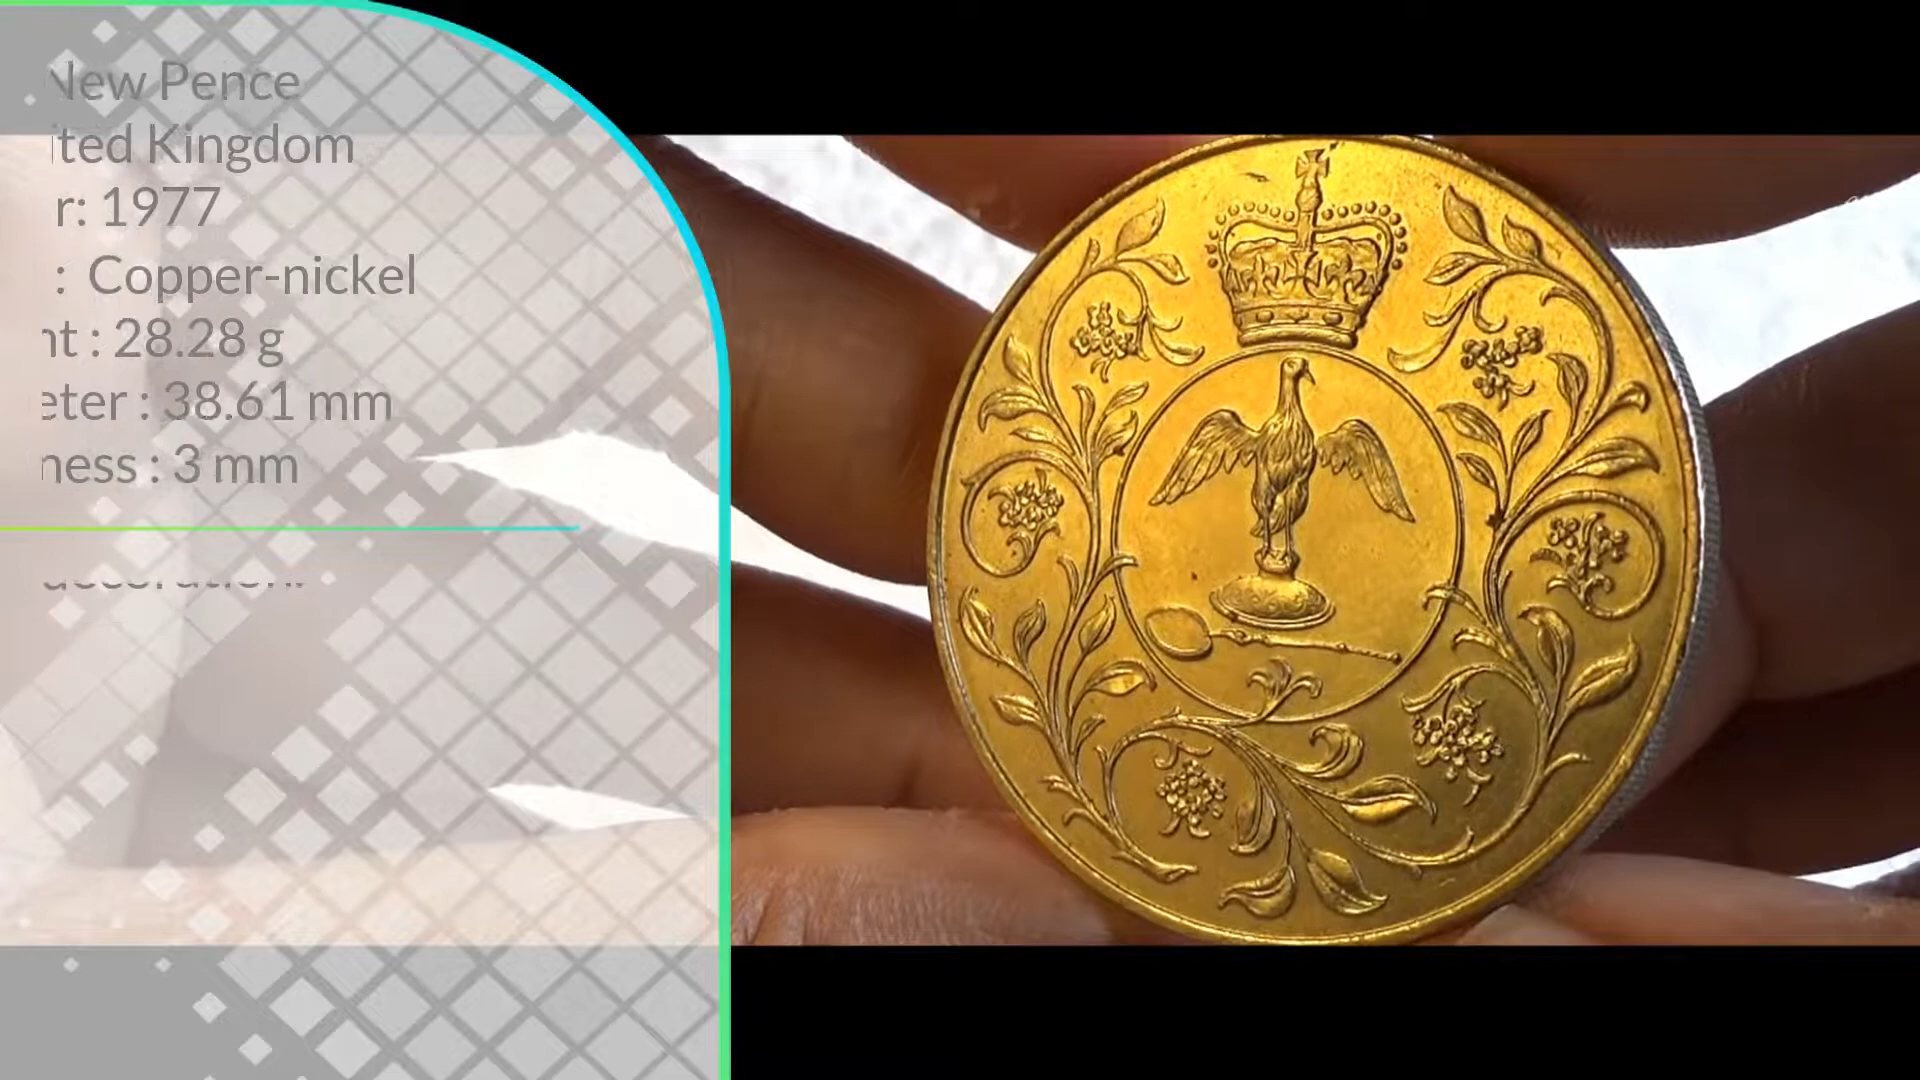 New Pence
ited Kingdom
r: 1977
: Copper-nickel
nt : 28.28 g
eter : 38.61 mm
ness : 3 mm